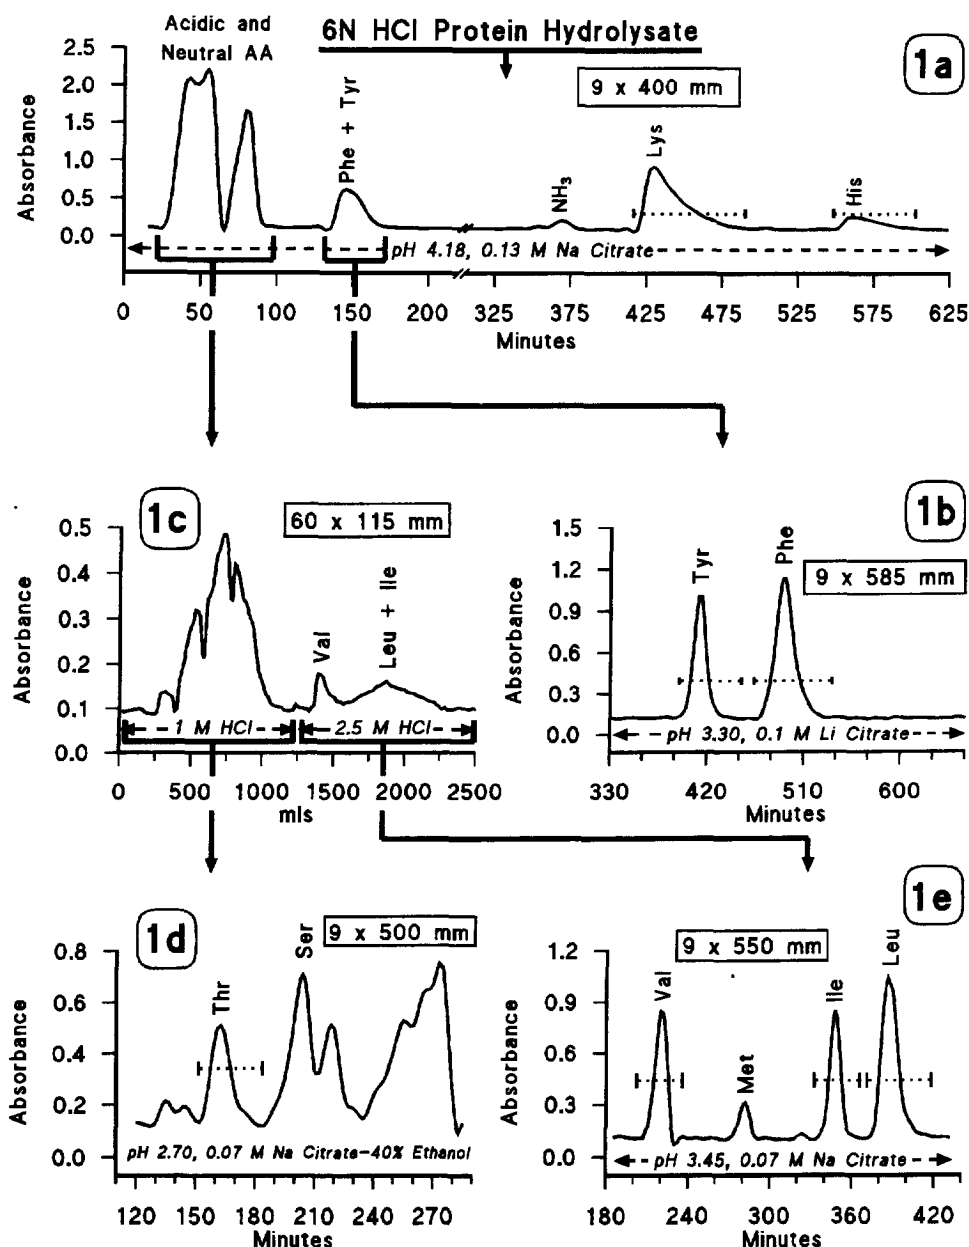 Acidic and
Neutral AA
6N HCl Protein Hydrolysate
1a
9 x 400 mm
Absorbance
2.5
2.0
1.5
1.0
0.5
0.0
Phe + Tyr
NH₃
Lys
His
pH 4.18, 0.13 M Na Citrate
0 50 100 150 200 325 375 425 475 525 575 625
Minutes
1c
60 x 115 mm
Absorbance
0.5
0.4
0.3
0.2
0.1
0.0
Val
Leu + Ile
1 M HCl
2.5 M HCl
0 500 1000 1500 2000 2500
mls
1b
9 x 585 mm
Absorbance
1.5
1.2
0.9
0.6
0.3
0.0
Tyr
Phe
pH 3.30, 0.1 M Li Citrate
330 420 510 600
Minutes
1d
9 x 500 mm
Absorbance
0.8
0.6
0.4
0.2
0.0
Thr
Ser
pH 2.70, 0.07 M Na Citrate-40% Ethanol
120 150 180 210 240 270
Minutes
1e
9 x 550 mm
Absorbance
1.2
0.9
0.6
0.3
0.0
Val
Met
Ile
Leu
pH 3.45, 0.07 M Na Citrate
180 240 300 360 420
Minutes